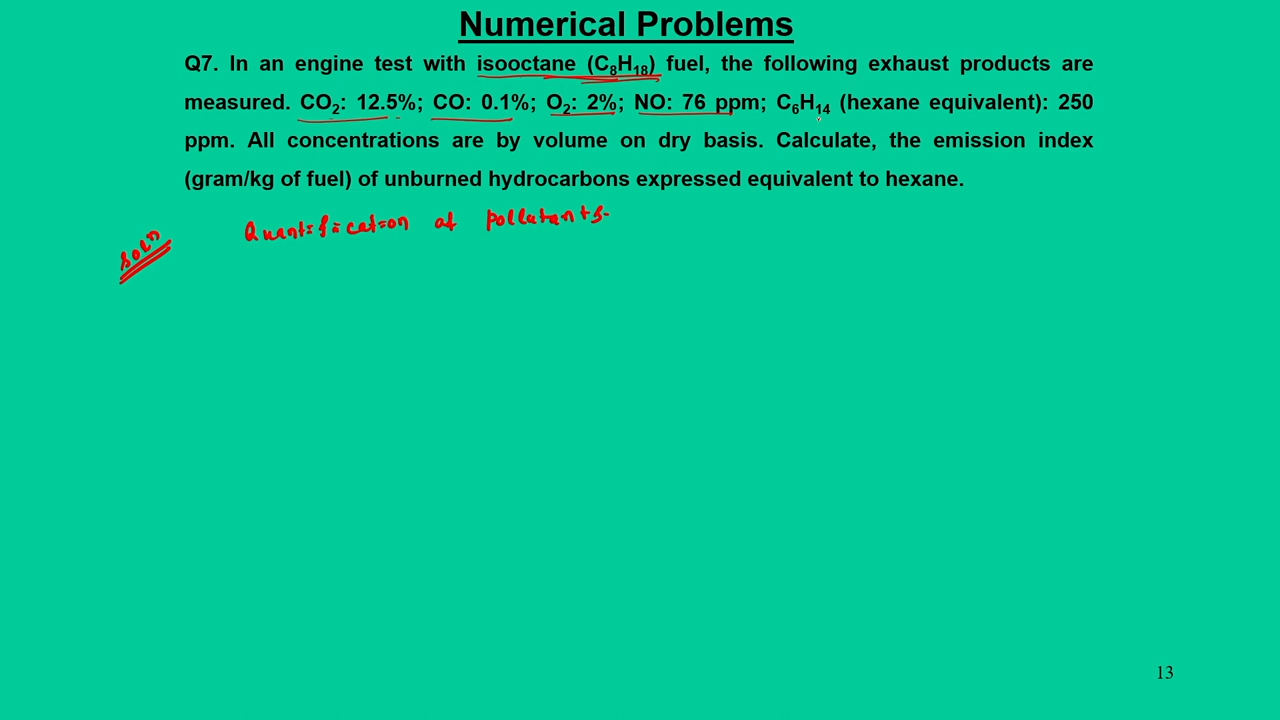 Numerical Problems
Q7. In an engine test with isooctane (C₈H₁₈) fuel, the following exhaust products are
measured. CO₂: 12.5%; CO: 0.1%; O₂: 2%; NO: 76 ppm; C₆H₁₄ (hexane equivalent): 250
ppm. All concentrations are by volume on dry basis. Calculate, the emission index
(gram/kg of fuel) of unburned hydrocarbons expressed equivalent to hexane.
Quantification of pollutants.
Soln
13